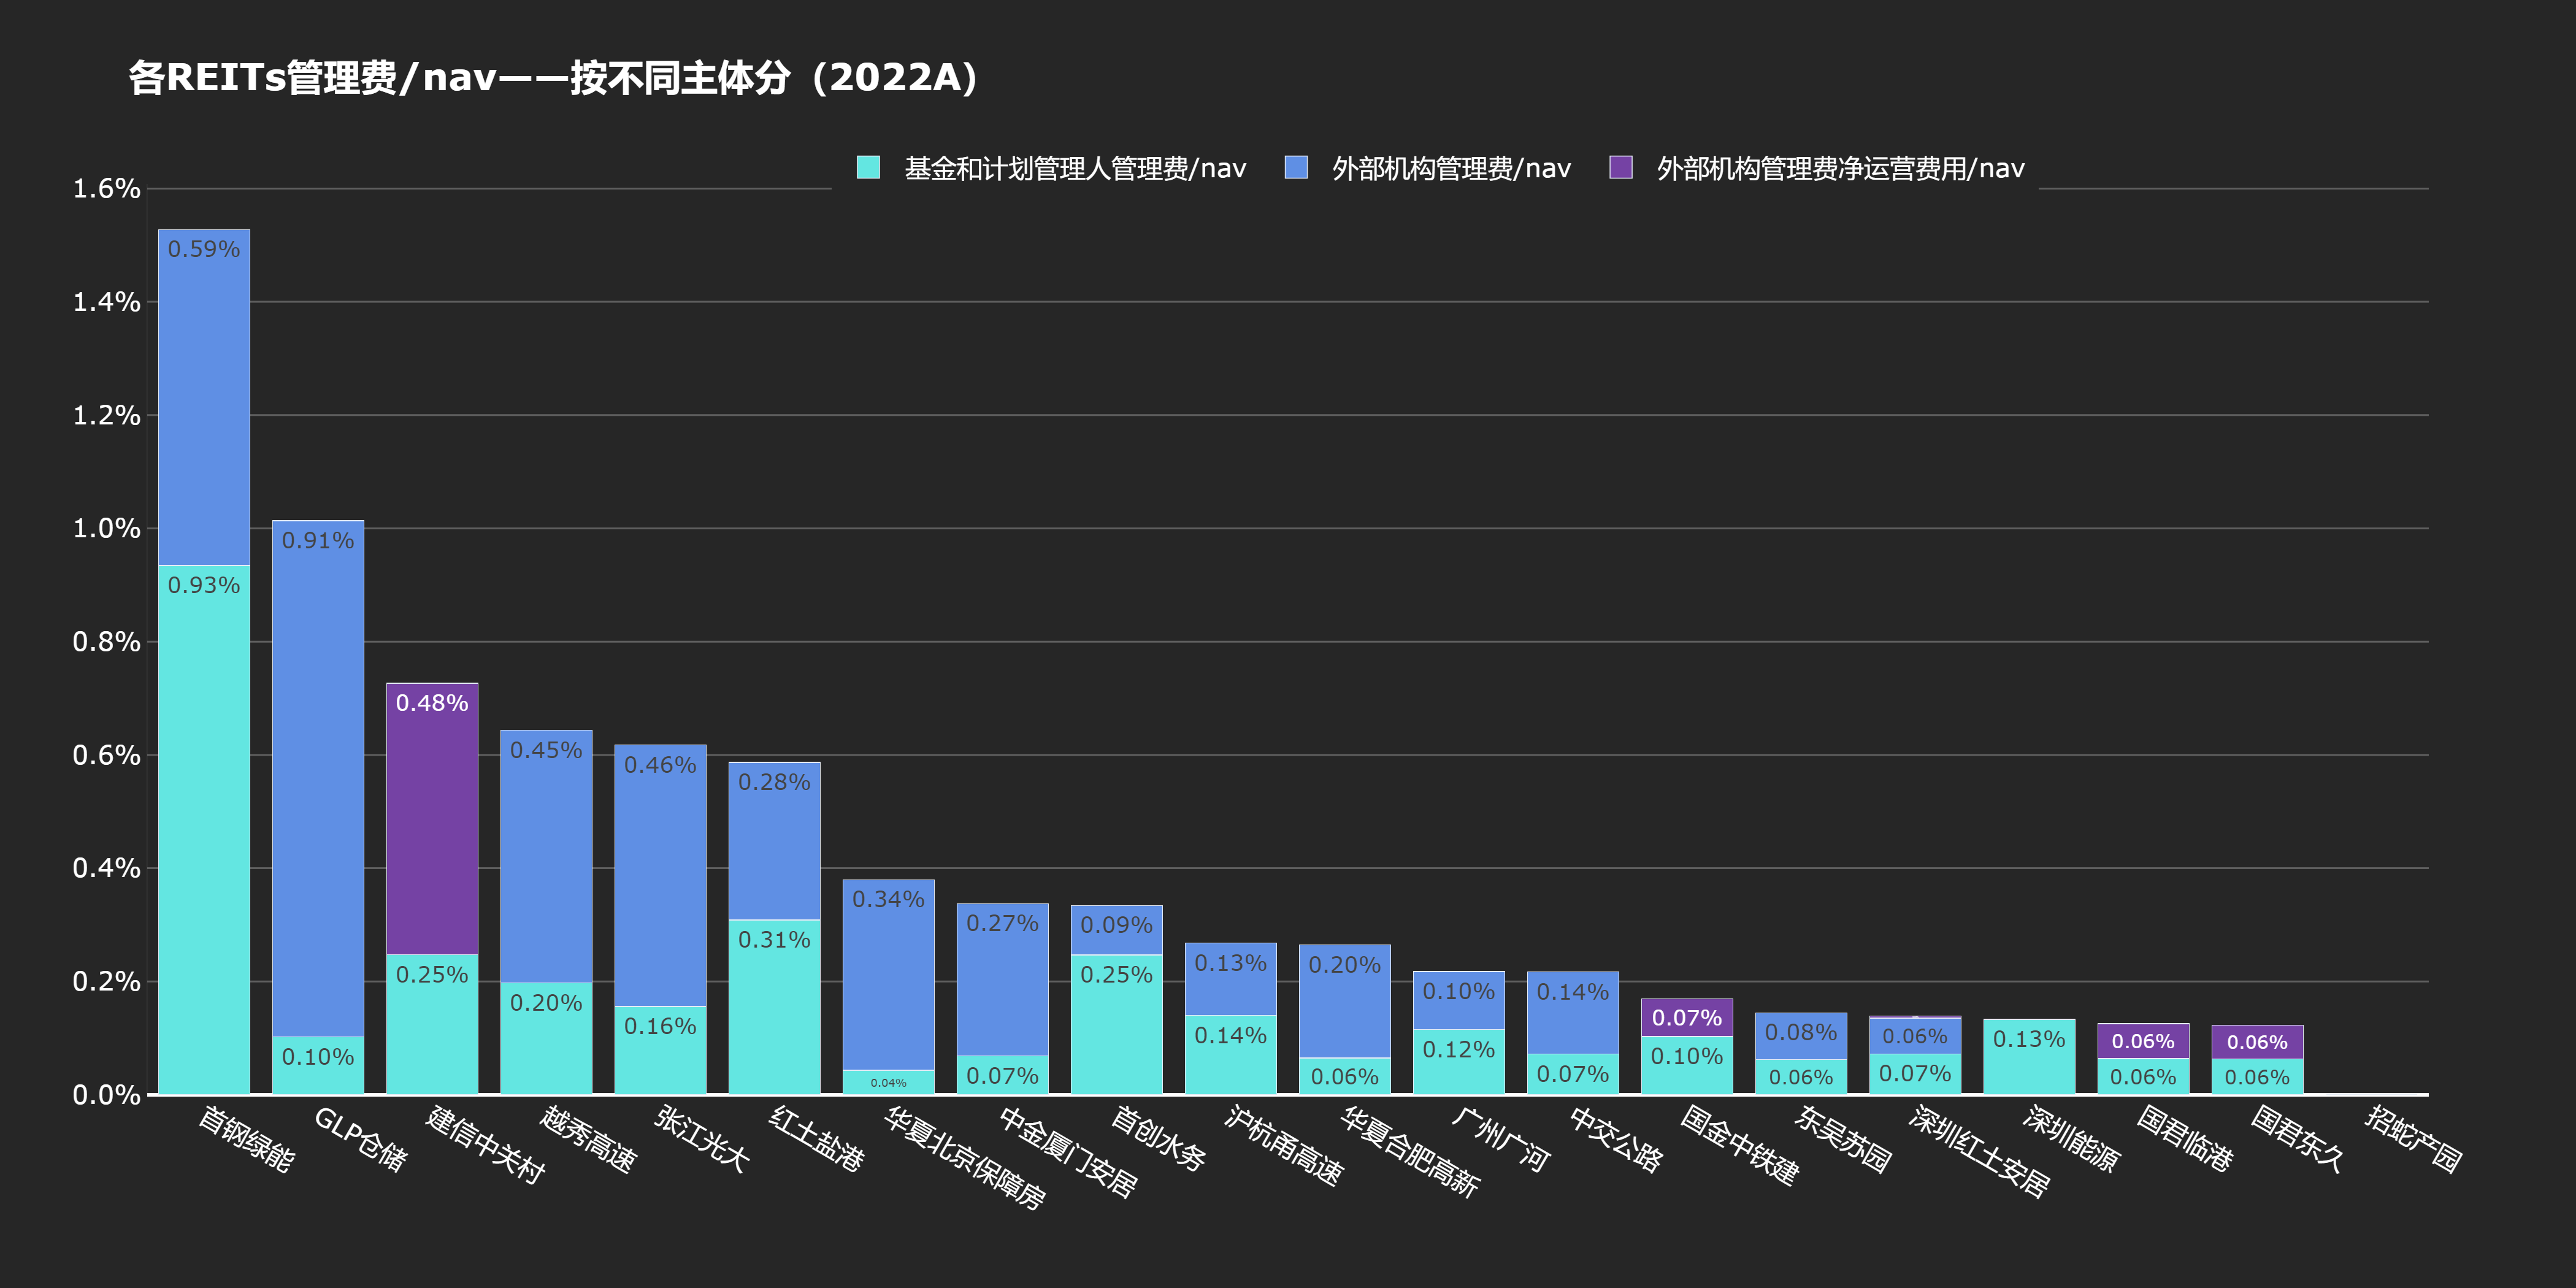 各REITs管理费/nav——按不同主体分（2022A）
基金和计划管理人管理费/nav 外部机构管理费/nav 外部机构管理费净运营费用/nav
1.6%
1.4%
1.2%
1.0%
0.8%
0.6%
0.4%
0.2%
0.0%
0.59%
0.93%
0.91%
0.10%
0.48%
0.25%
0.45%
0.20%
0.46%
0.16%
0.28%
0.31%
0.34%
0.04%
0.27%
0.07%
0.09%
0.25%
0.13%
0.14%
0.20%
0.06%
0.10%
0.12%
0.14%
0.07%
0.07%
0.10%
0.08%
0.06%
0.06%
0.07%
0.13%
0.06%
0.06%
0.06%
0.06%
首钢绿能
GLP仓储
建信中关村
越秀高速
张江光大
红土盐港
华夏北京保障房
中金厦门安居
首创水务
沪杭甬高速
华夏合肥高新
广州广河
中交公路
国金中铁建
东吴苏园
深圳红土安居
深圳能源
国君临港
国君东久
招蛇产园